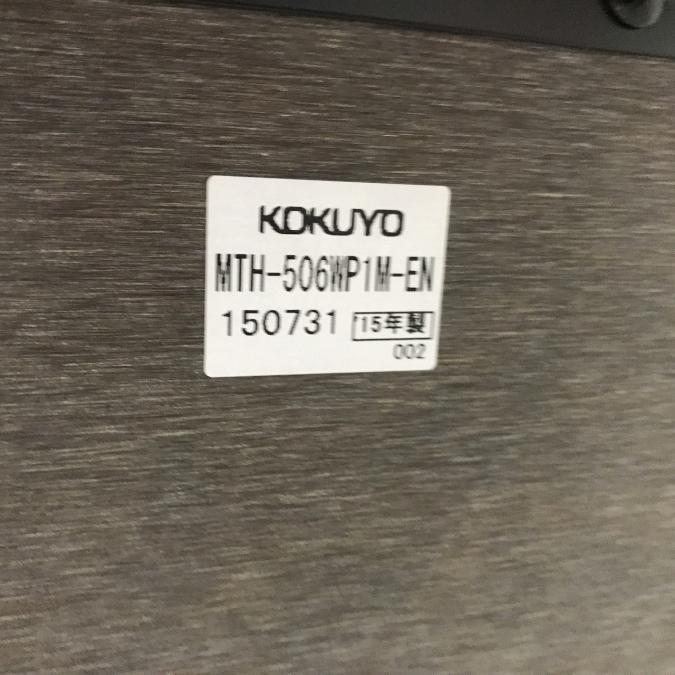 KOKUYO
MTH-506WP1M-EN
150731 '15年製
002